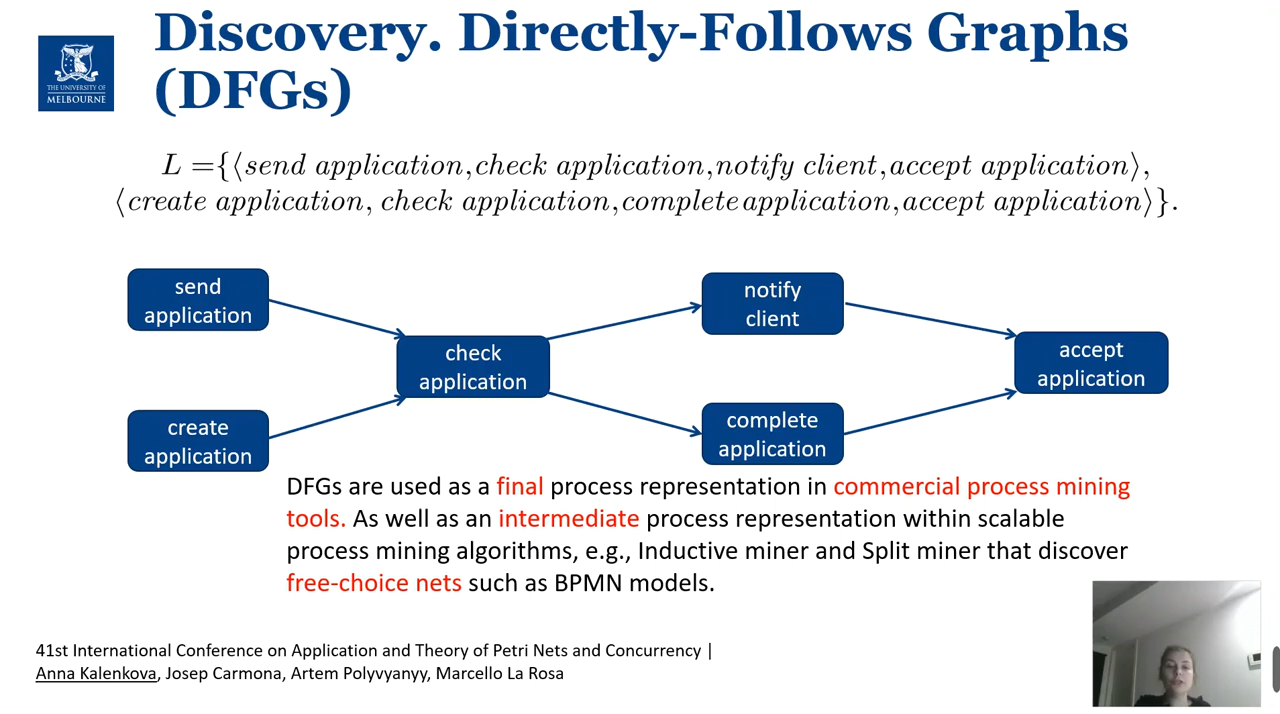 Discovery. Directly-Follows Graphs
(DFGs)
THE UNIVERSITY OF
MELBOURNE
L ={⟨send application,check application,notify client,accept application⟩,
⟨create application, check application,complete application,accept application⟩}.
send
application
create
application
check
application
notify
client
complete
application
accept
application
DFGs are used as a final process representation in commercial process mining
tools. As well as an intermediate process representation within scalable
process mining algorithms, e.g., Inductive miner and Split miner that discover
free-choice nets such as BPMN models.
41st International Conference on Application and Theory of Petri Nets and Concurrency |
Anna Kalenkova, Josep Carmona, Artem Polyvyanyy, Marcello La Rosa